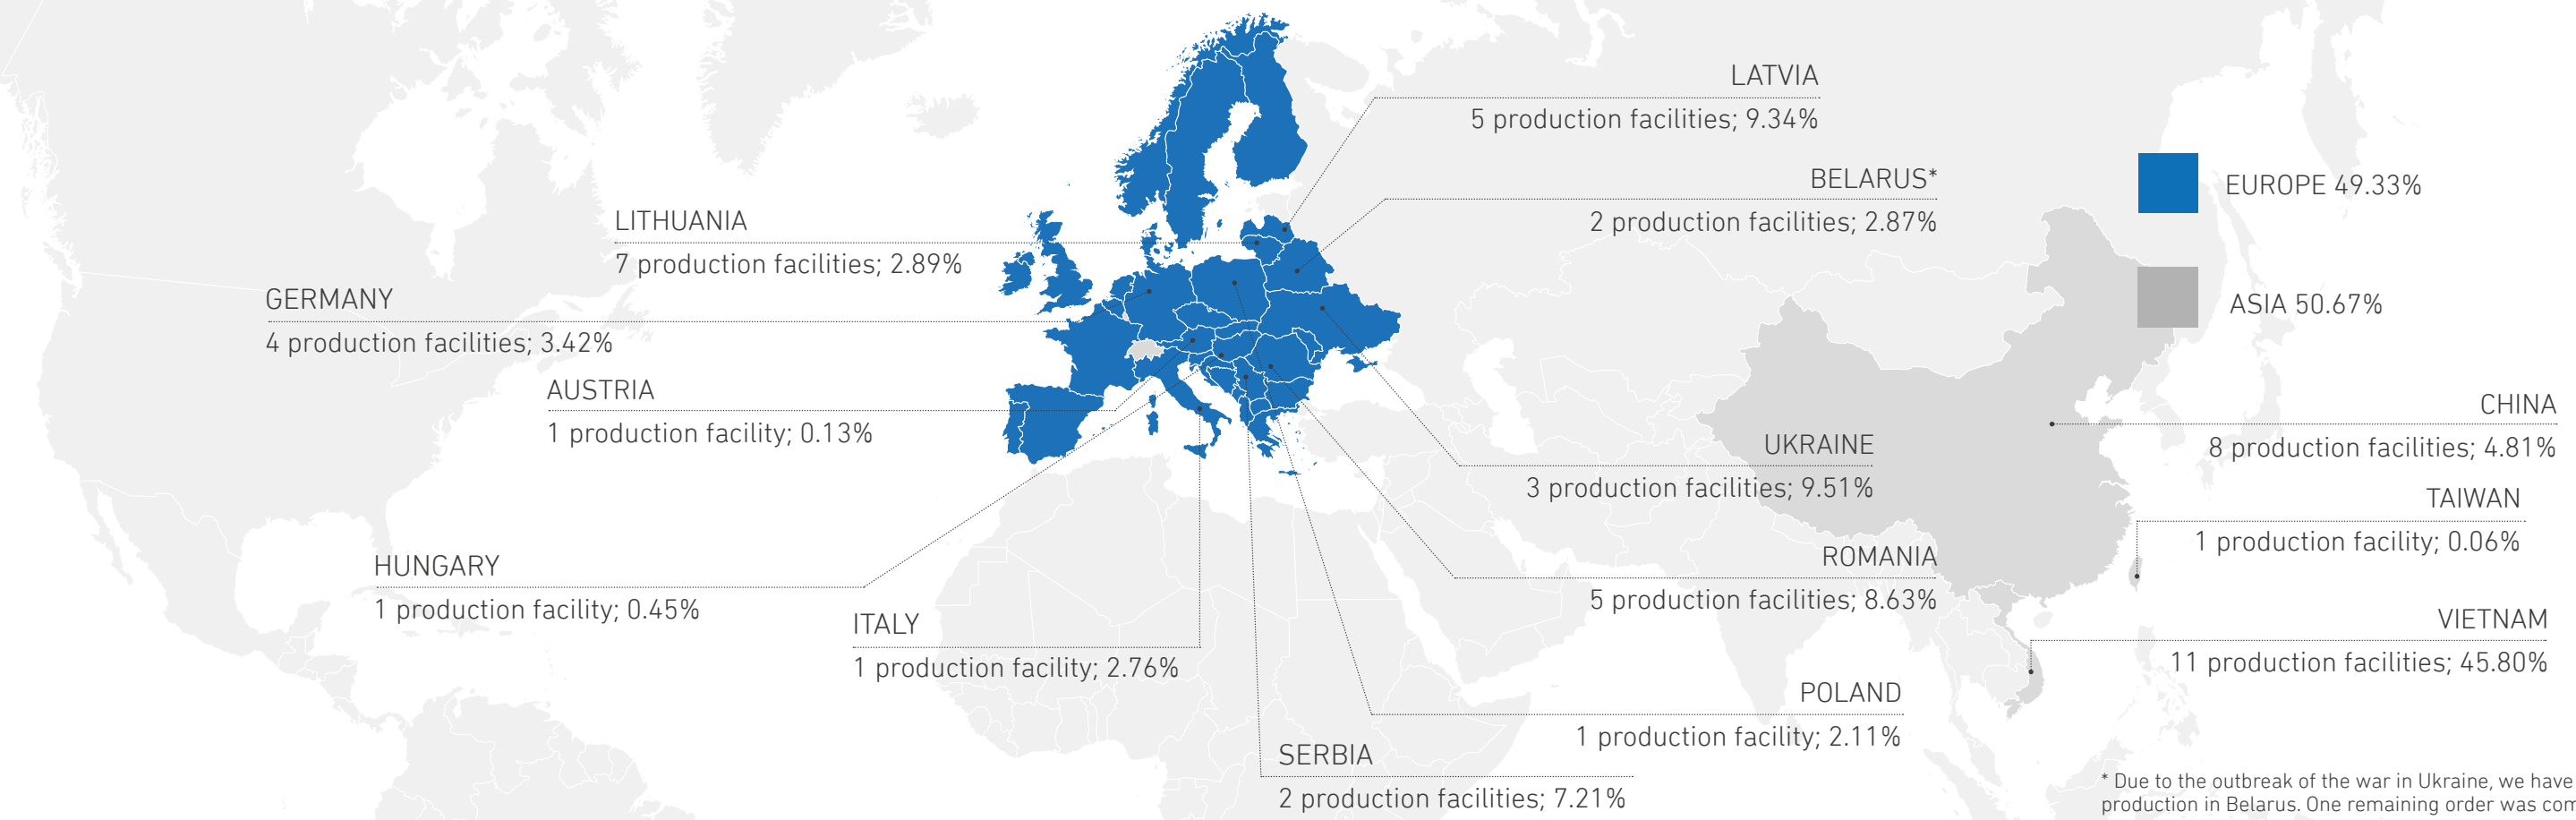 LATVIA
5 production facilities; 9.34%
BELARUS*
2 production facilities; 2.87%
EUROPE 49.33%
ASIA 50.67%
LITHUANIA
7 production facilities; 2.89%
GERMANY
4 production facilities; 3.42%
AUSTRIA
1 production facility; 0.13%
CHINA
8 production facilities; 4.81%
UKRAINE
3 production facilities; 9.51%
TAIWAN
1 production facility; 0.06%
HUNGARY
1 production facility; 0.45%
ROMANIA
5 production facilities; 8.63%
ITALY
1 production facility; 2.76%
VIETNAM
11 production facilities; 45.80%
POLAND
1 production facility; 2.11%
SERBIA
2 production facilities; 7.21%
* Due to the outbreak of the war in Ukraine, we have
production in Belarus. One remaining order was com